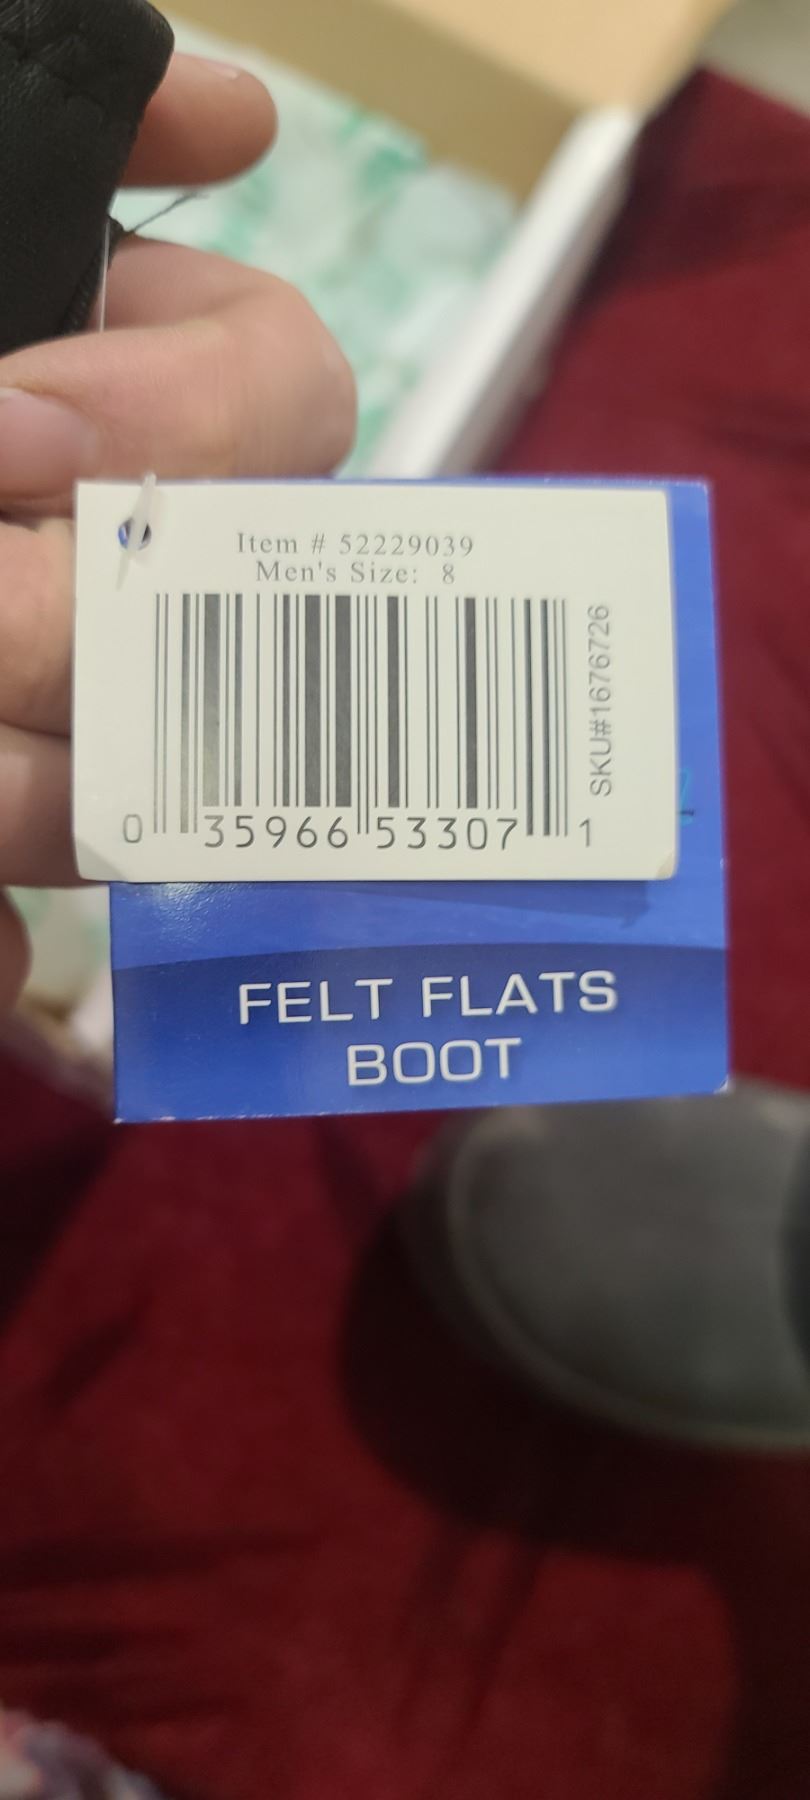 Item # 52229039
Men's Size: 8
SKU#1676726
0 35966 53307 1
FELT FLATS
BOOT